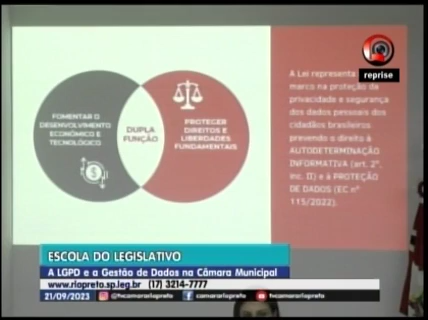 reprise
FOMENTAR O
DESENVOLVIMENTO
ECONÔMICO E
TECNOLÓGICO
DUPLA
FUNÇÃO
PROTEGER
DIREITOS E
LIBERDADES
FUNDAMENTAIS
A Lei representa
marco na proteção da
privacidade e segurança
dos dados pessoais dos
cidadãos brasileiros
prevendo o direito à
AUTODETERMINAÇÃO
INFORMATIVA (art. 2º,
inc. II) e à PROTEÇÃO
DE DADOS (EC nº
115/2022).
ESCOLA DO LEGISLATIVO
A LGPD e a Gestão de Dados na Câmara Municipal
www.riopreto.sp.leg.br (17) 3214-7777
21/09/2023 @tvcamarariopreto camarariopreto @camarariopreto